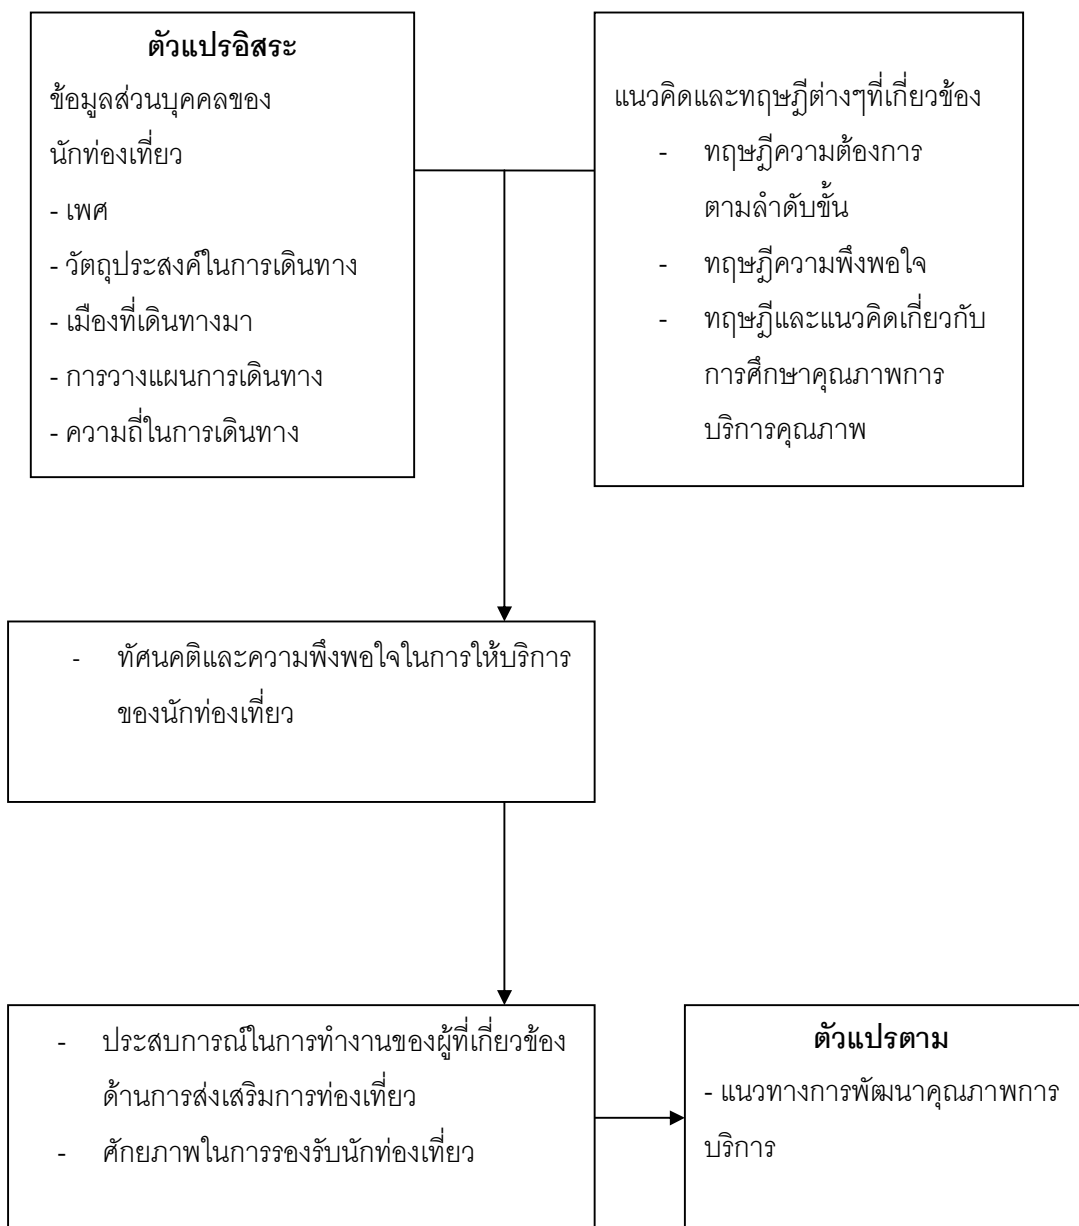 ตัวแปรอิสระ
ข้อมูลส่วนบุคคลของ
นักท่องเที่ยว
- เพศ
- วัตถุประสงค์ในการเดินทาง
- เมืองที่เดินทางมา
- การวางแผนการเดินทาง
- ความถี่ในการเดินทาง
แนวคิดและทฤษฎีต่างๆที่เกี่ยวข้อง
- ทฤษฎีความต้องการ
ตามลำดับขั้น
- ทฤษฎีความพึงพอใจ
- ทฤษฎีและแนวคิดเกี่ยวกับ
การศึกษาคุณภาพการ
บริการคุณภาพ
- ทัศนคติและความพึงพอใจในการให้บริการ
ของนักท่องเที่ยว
- ประสบการณ์ในการทำงานของผู้ที่เกี่ยวข้อง
ด้านการส่งเสริมการท่องเที่ยว
- ศักยภาพในการรองรับนักท่องเที่ยว
ตัวแปรตาม
- แนวทางการพัฒนาคุณภาพการ
บริการ